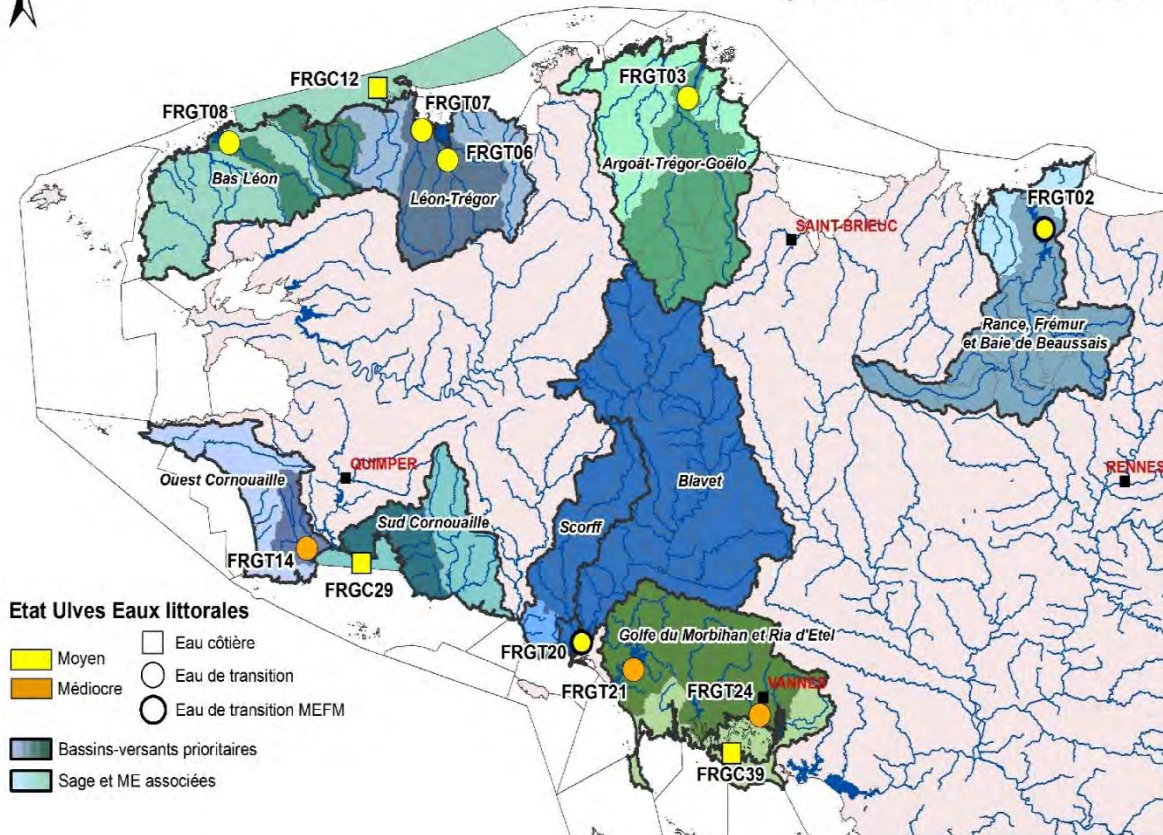 FRGC12
FRGT03
FRGT08
FRGT07
FRGT06
Bas Léon
Léon-Trégor
Argoät-Trégor-Goëlo
FRGT02
SAINT-BRIEUC
Rance, Frémur
et Baie de Beaussais
Ouest Cornouaille
QUIMPER
Sud Cornouaille
Scorff
Blavet
RENNES
FRGT14
FRGC29
FRGT20
Golfe du Morbihan et Ria d'Etel
FRGT21
FRGT24
VANNES
FRGC39
Etat Ulves Eaux littorales
Moyen
Médiocre
Eau côtière
Eau de transition
Eau de transition MEFM
Bassins-versants prioritaires
Sage et ME associées